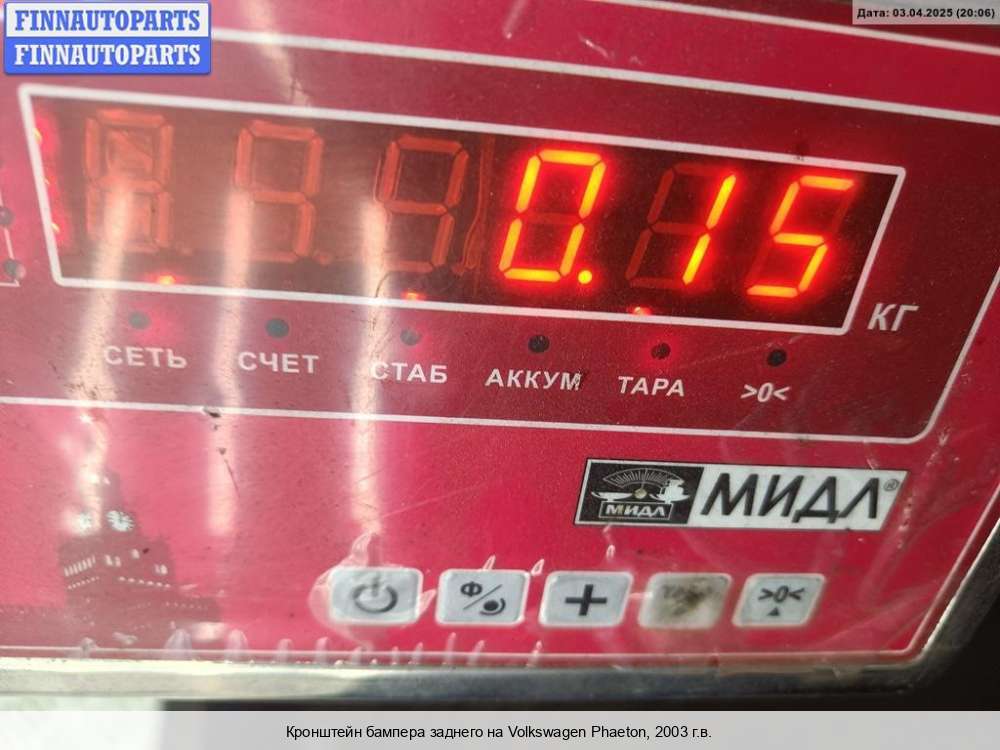 FINNAUTOPARTS
FINNAUTOPARTS
Дата: 03.04.2025 (20:06)
0.15
КГ
СЕТЬ СЧЕТ СТАБ АККУМ ТАРА >0<
МИДЛ МИДЛ®
Ф/ + >0<
Кронштейн бампера заднего на Volkswagen Phaeton, 2003 г.в.